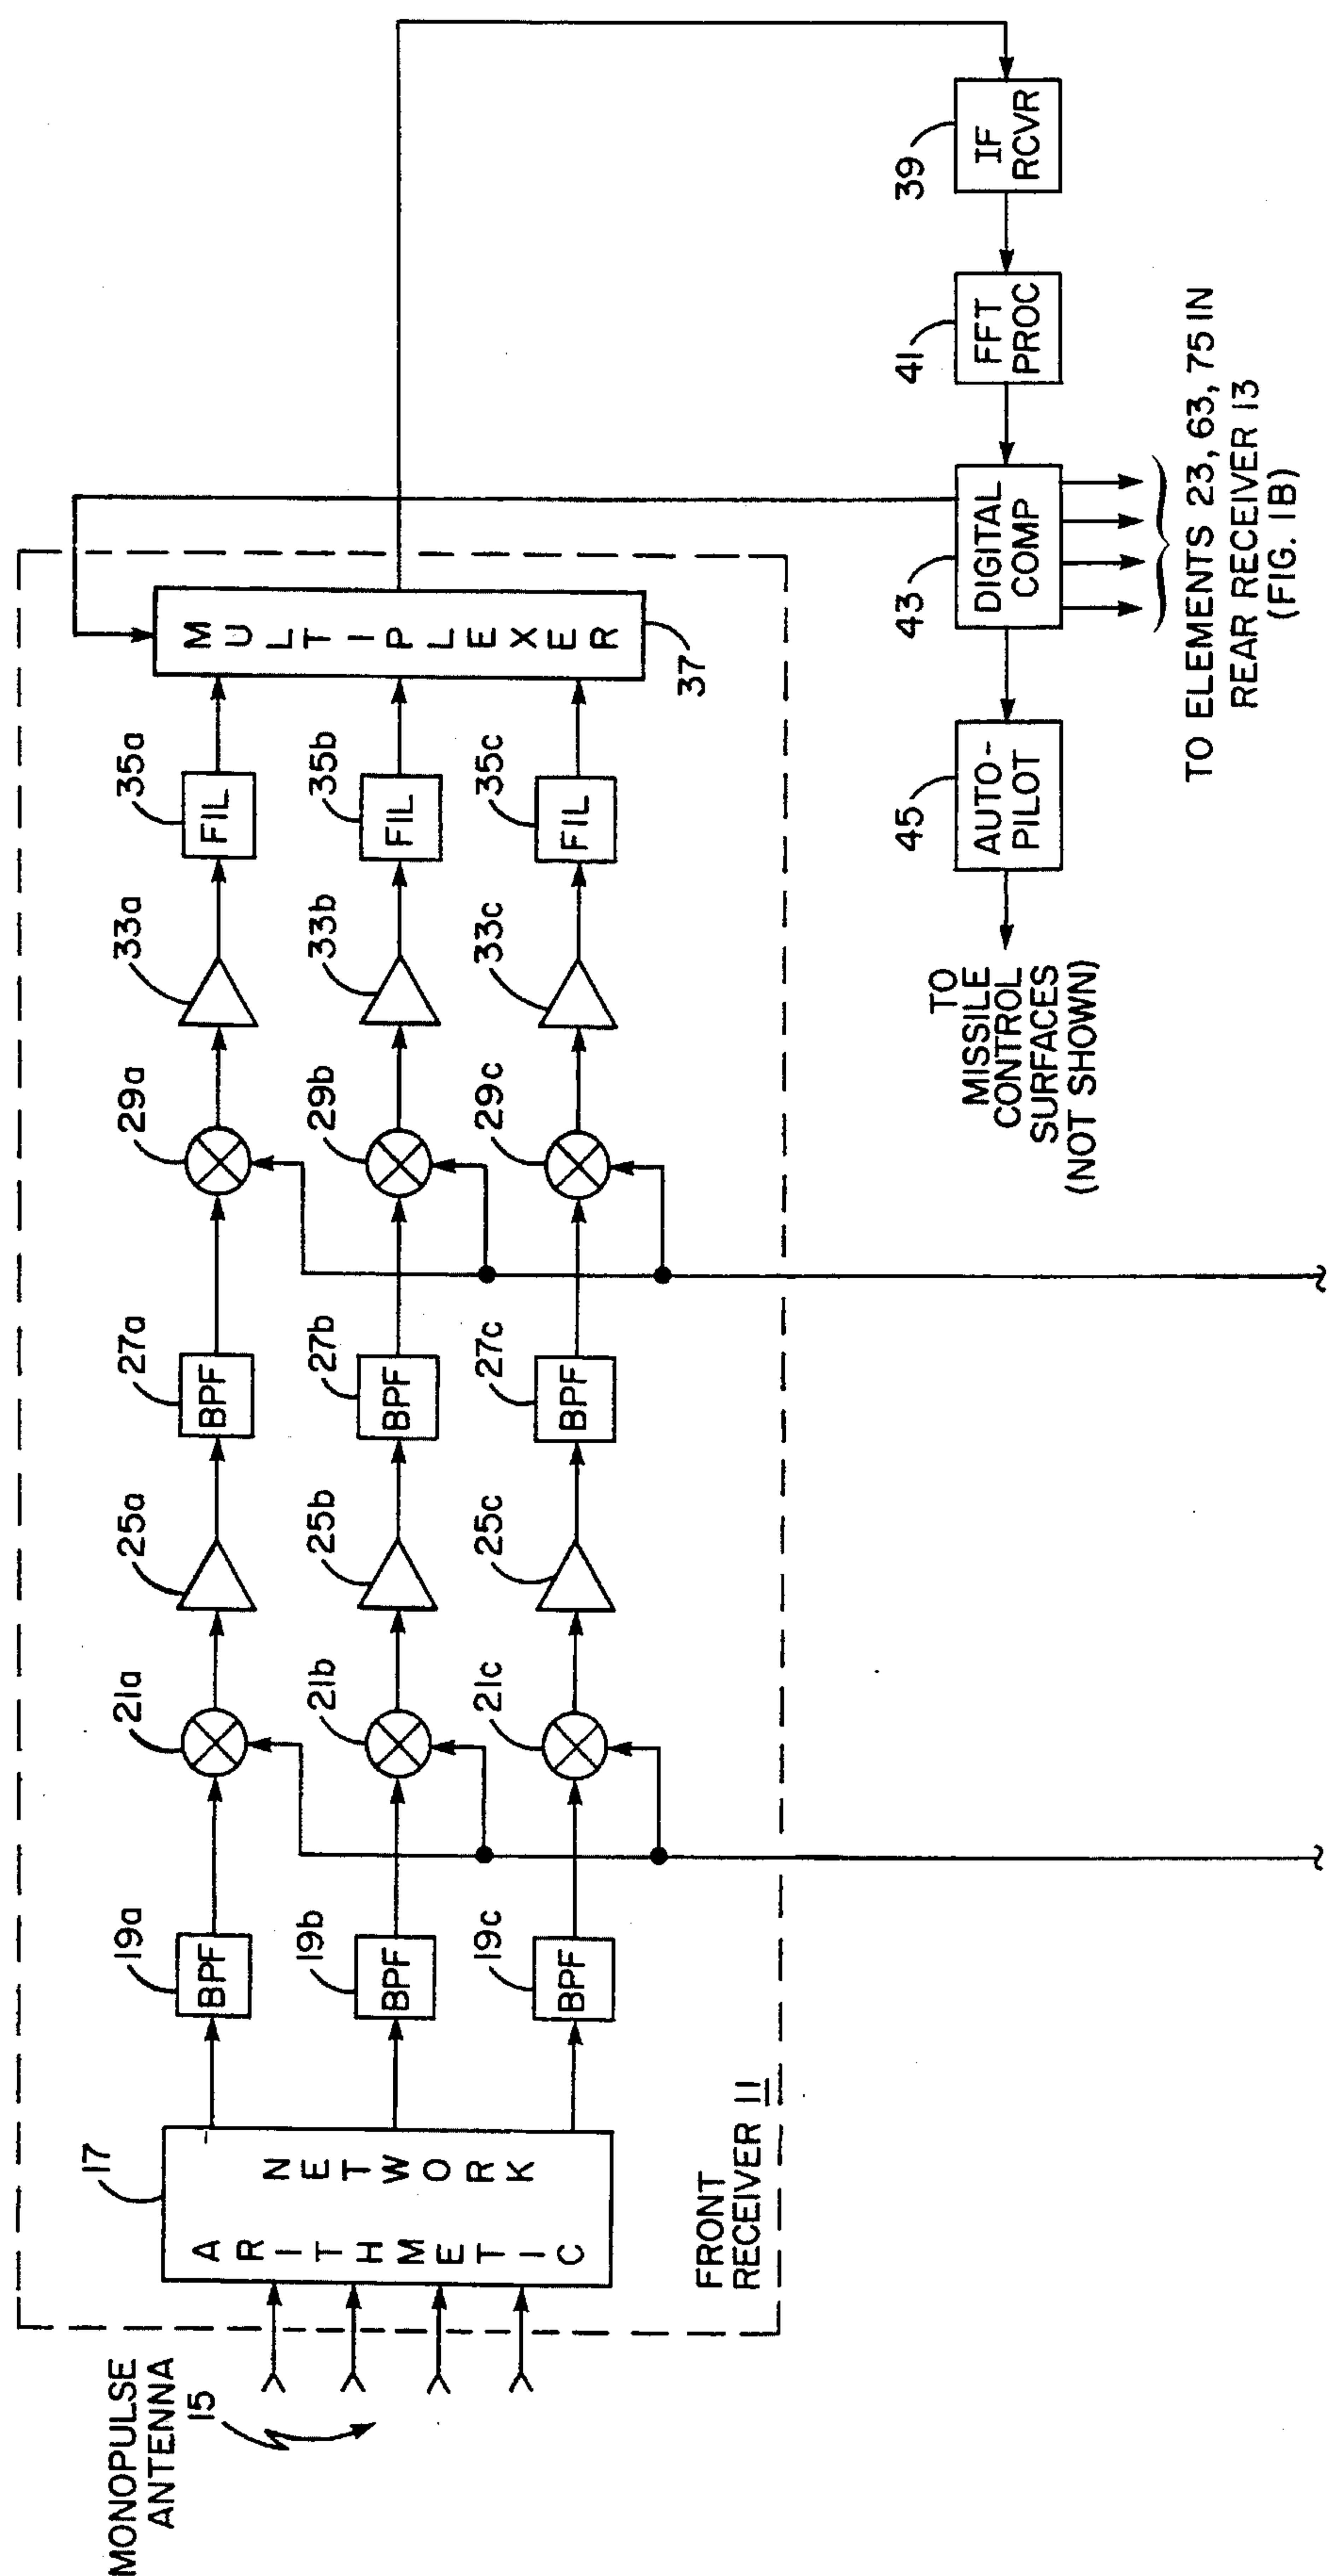 MONOPULSE
ANTENNA
15
17
ARITHMETIC
NETWORK
19a
BPF
21a
25a
27a
BPF
29a
33a
35a
FIL
19b
BPF
21b
25b
27b
BPF
29b
33b
35b
FIL
19c
BPF
21c
25c
27c
BPF
29c
33c
35c
FIL
MULTIPLEXER
37
FRONT
RECEIVER 11
39
IF
RCVR
41
FFT
PROC
43
DIGITAL
COMP
45
AUTO-
PILOT
TO
MISSILE
CONTROL
SURFACES
(NOT SHOWN)
TO ELEMENTS 23, 63, 75 IN
REAR RECEIVER 13
(FIG. 1B)